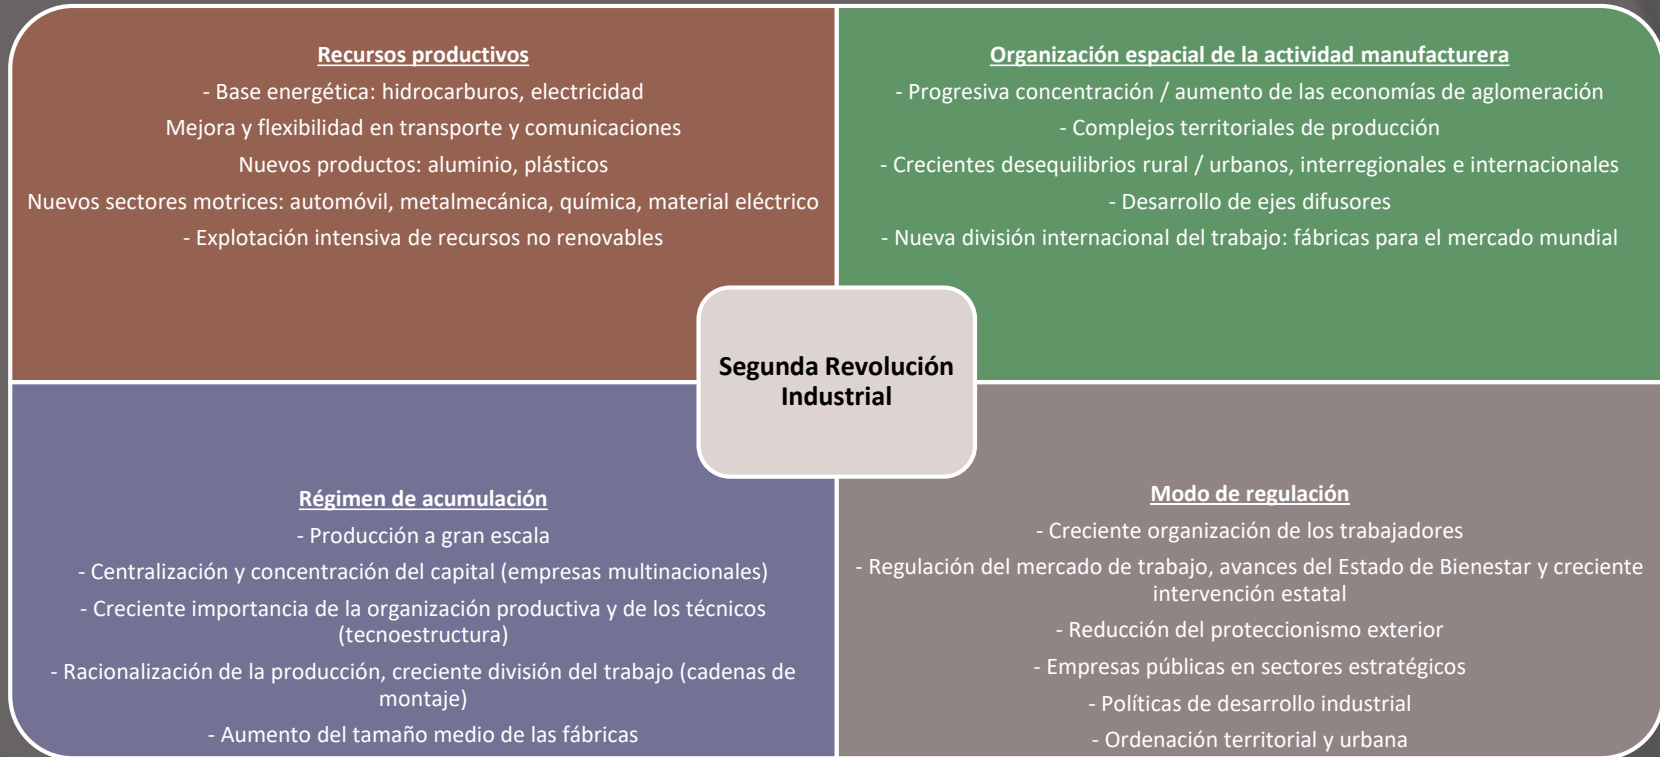 Recursos productivos
- Base energética: hidrocarburos, electricidad
Mejora y flexibilidad en transporte y comunicaciones
Nuevos productos: aluminio, plásticos
Nuevos sectores motrices: automóvil, metalmecánica, química, material eléctrico
- Explotación intensiva de recursos no renovables
Organización espacial de la actividad manufacturera
- Progresiva concentración / aumento de las economías de aglomeración
- Complejos territoriales de producción
- Crecientes desequilibrios rural / urbanos, interregionales e internacionales
- Desarrollo de ejes difusores
- Nueva división internacional del trabajo: fábricas para el mercado mundial
Segunda Revolución
Industrial
Régimen de acumulación
- Producción a gran escala
- Centralización y concentración del capital (empresas multinacionales)
- Creciente importancia de la organización productiva y de los técnicos
(tecnoestructura)
- Racionalización de la producción, creciente división del trabajo (cadenas de
montaje)
- Aumento del tamaño medio de las fábricas
Modo de regulación
- Creciente organización de los trabajadores
- Regulación del mercado de trabajo, avances del Estado de Bienestar y creciente
intervención estatal
- Reducción del proteccionismo exterior
- Empresas públicas en sectores estratégicos
- Políticas de desarrollo industrial
- Ordenación territorial y urbana